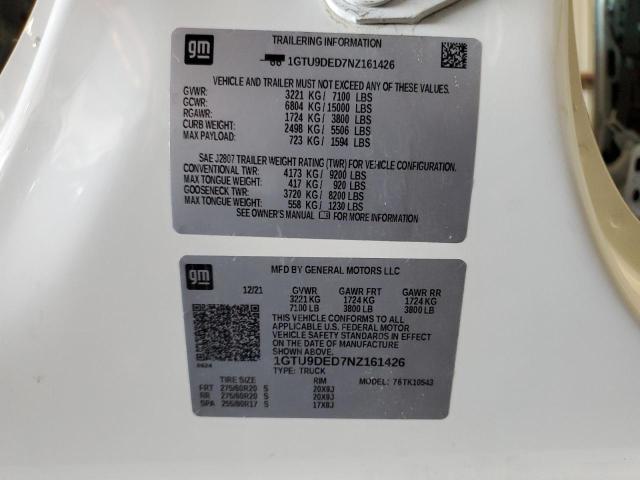 gm
TRAILERING INFORMATION
1GTU9DED7NZ161426
VEHICLE AND TRAILER MUST NOT EXCEED ANY OF THESE VALUES.
GVWR: 3221 KG / 7100 LBS
GCWR: 6804 KG / 15000 LBS
RGAWR: 1724 KG / 3800 LBS
CURB WEIGHT: 2498 KG / 5506 LBS
MAX PAYLOAD: 723 KG / 1594 LBS
SAE J2807 TRAILER WEIGHT RATING (TWR) FOR VEHICLE CONFIGURATION.
CONVENTIONAL TWR: 4173 KG / 9200 LBS
MAX TONGUE WEIGHT: 417 KG / 920 LBS
GOOSENECK TWR: 3720 KG / 8200 LBS
MAX TONGUE WEIGHT: 558 KG / 1230 LBS
SEE OWNER'S MANUAL FOR MORE INFORMATION
gm
MFD BY GENERAL MOTORS LLC
12/21 GVWR GAWR FRT GAWR RR
3221 KG 1724 KG 1724 KG
7100 LB 3800 LB 3800 LB
THIS VEHICLE CONFORMS TO ALL
APPLICABLE U.S. FEDERAL MOTOR
VEHICLE SAFETY STANDARDS IN EFFECT
ON THE DATE OF MANUFACTURE
SHOWN ABOVE.
1GTU9DED7NZ161426
TYPE: TRUCK MODEL: 76TK10543
TIRE SIZE RIM
FRT 275/60R20 S 20X9J
RR 275/60R20 S 20X9J
SPA 255/80R17 S 17X8J